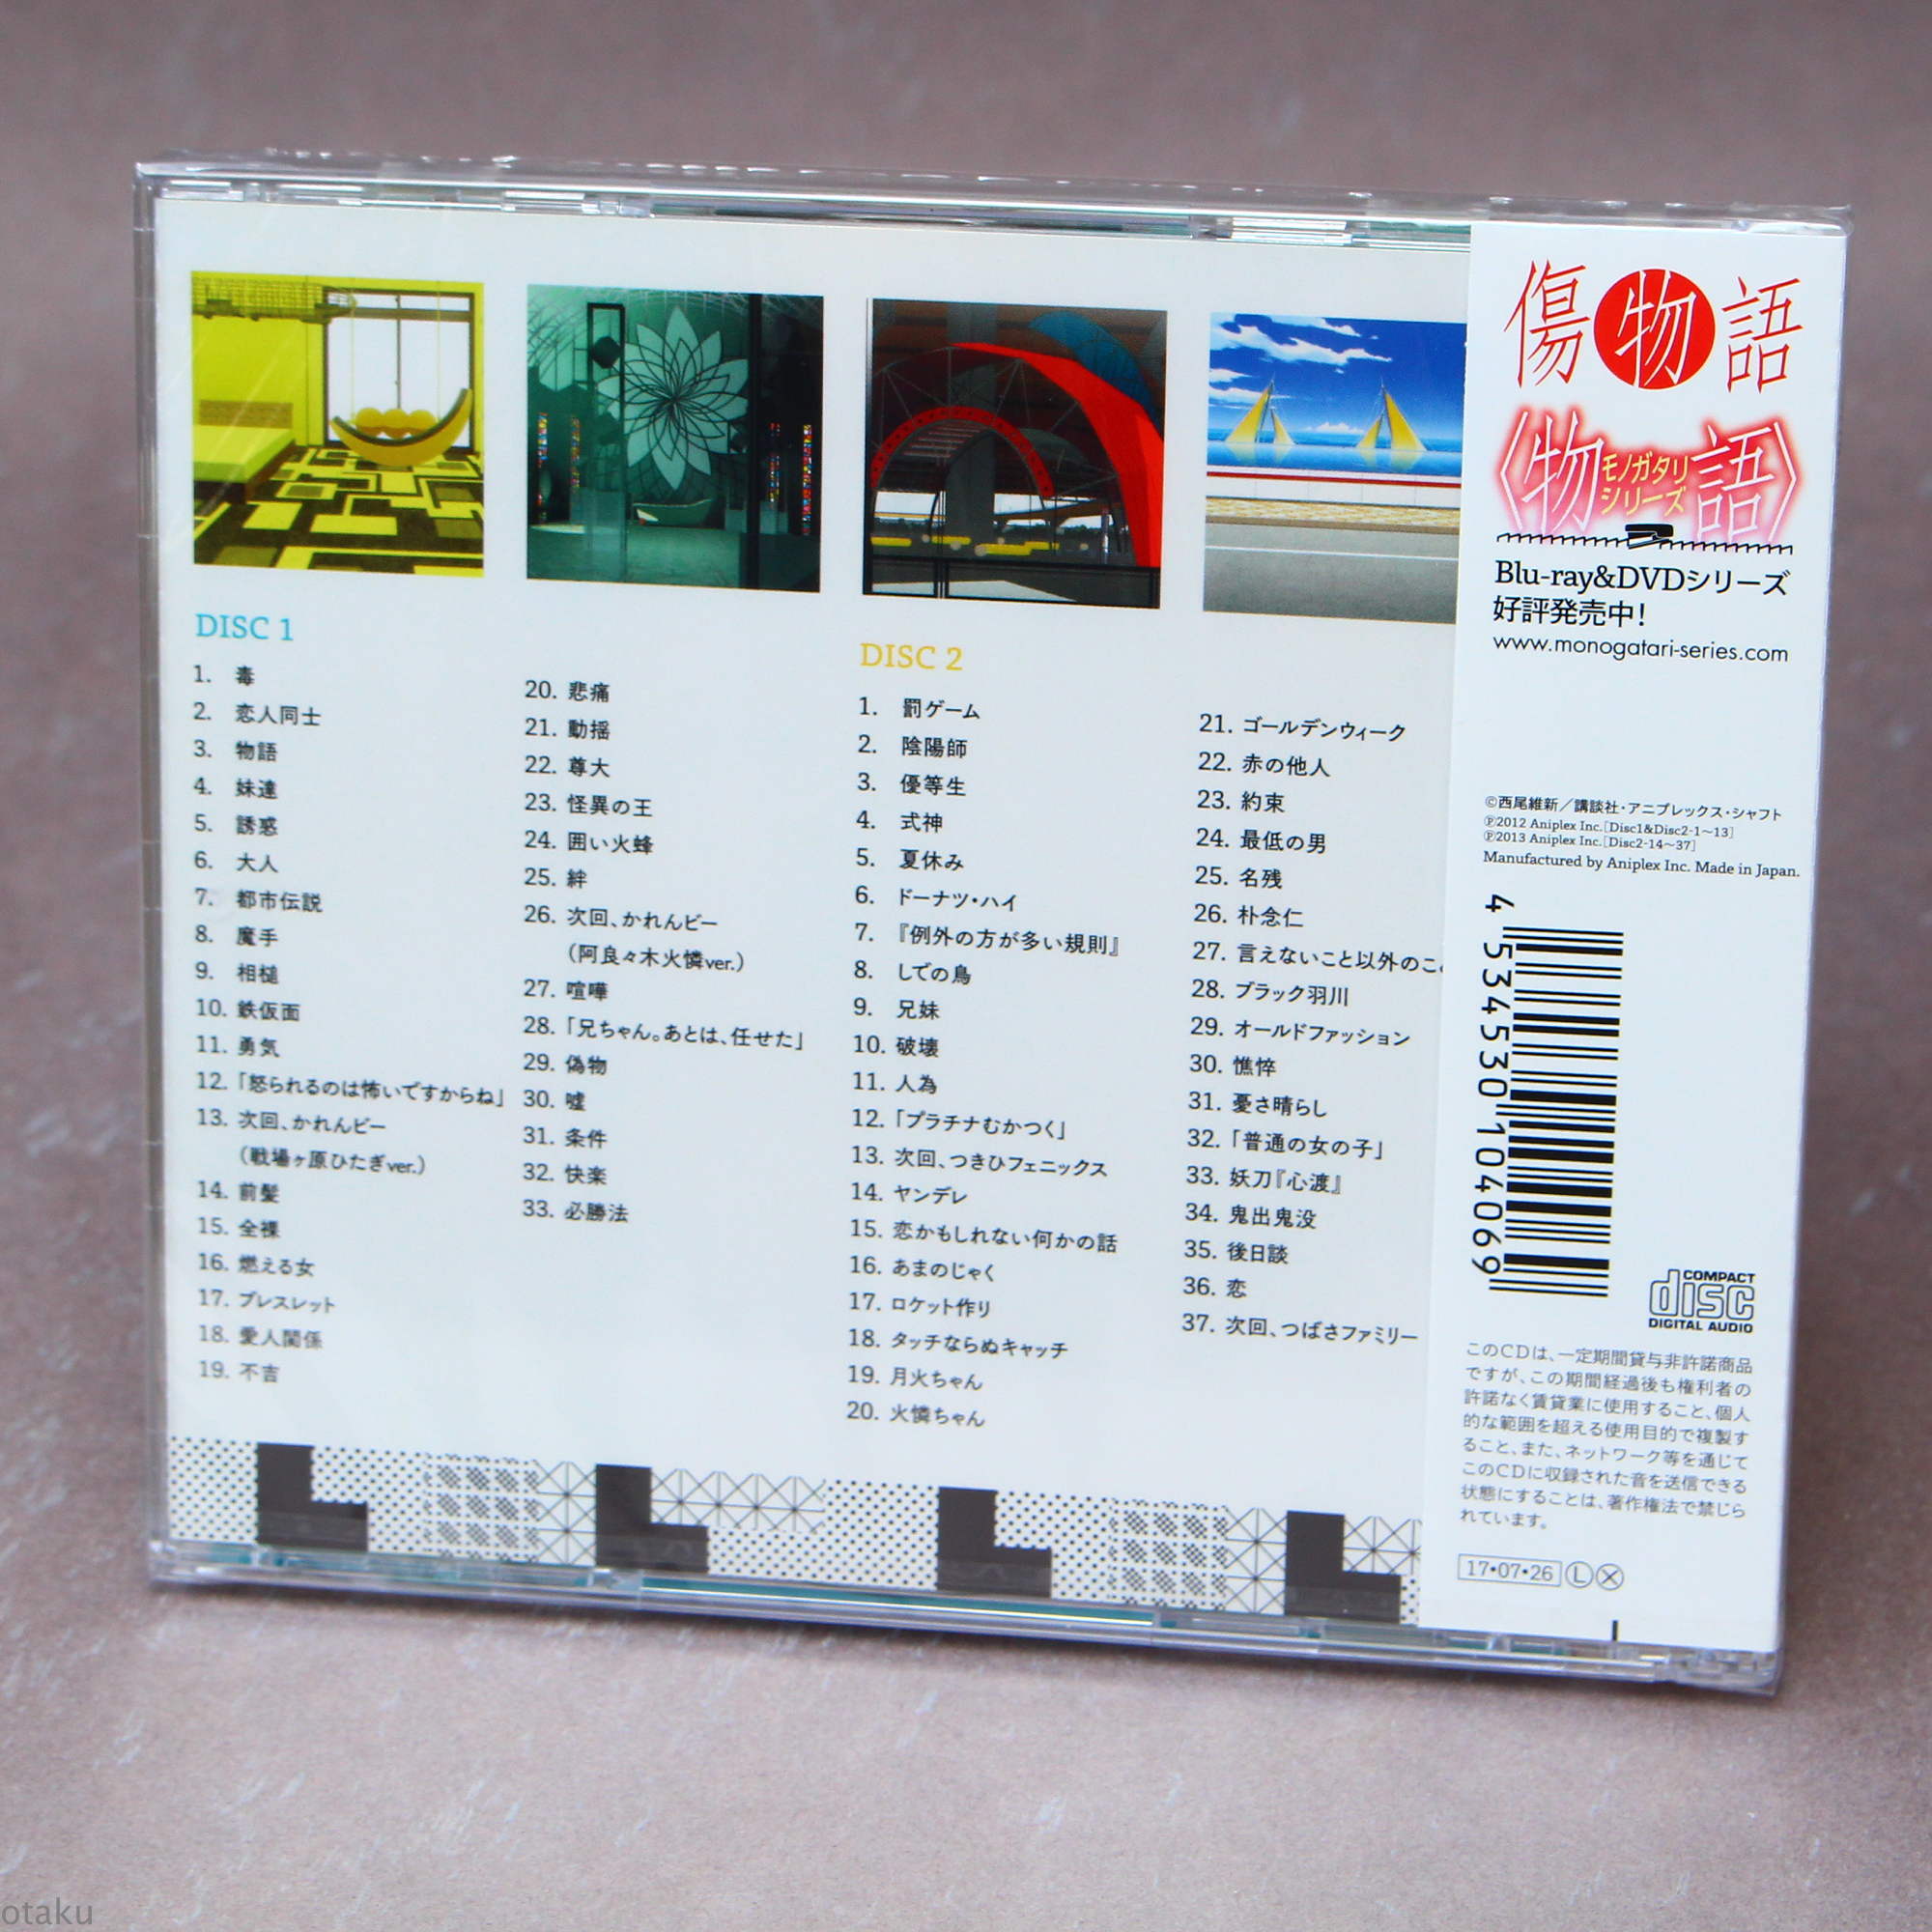 DISC 1
1. 毒
2. 恋人同士
3. 物語
4. 妹達
5. 誘惑
6. 大人
7. 都市伝説
8. 魔手
9. 相槌
10. 鉄仮面
11. 勇気
12. 「怒られるのは怖いですからね」
13. 次回、かれんビー
(戦場ヶ原ひたぎver.)
14. 前髪
15. 全裸
16. 燃える女
17. ブレスレット
18. 愛人関係
19. 不吉
20. 悲痛
21. 動揺
22. 尊大
23. 怪異の王
24. 囲い火蜂
25. 絆
26. 次回、かれんビー
(阿良々木火憐ver.)
27. 喧嘩
28. 「兄ちゃん。あとは、任せた」
29. 偽物
30. 嘘
31. 条件
32. 快楽
33. 必勝法
DISC 2
1. 罰ゲーム
2. 陰陽師
3. 優等生
4. 式神
5. 夏休み
6. ドーナツ・ハイ
7. 『例外の方が多い規則』
8. しでの鳥
9. 兄妹
10. 破壊
11. 人為
12. 「プラチナむかつく」
13. 次回、つきひフェニックス
14. ヤンデレ
15. 恋かもしれない何かの話
16. あまのじゃく
17. ロケット作り
18. タッチならぬキャッチ
19. 月火ちゃん
20. 火憐ちゃん
21. ゴールデンウィーク
22. 赤の他人
23. 約束
24. 最低の男
25. 名残
26. 朴念仁
27. 言えないこと以外のこ
28. ブラック羽川
29. オールドファッション
30. 憔悴
31. 憂さ晴らし
32. 「普通の女の子」
33. 妖刀『心渡』
34. 鬼出鬼没
35. 後日談
36. 恋
37. 次回、つばさファミリー
傷物語
〈物語〉
モノガタリ
シリーズ
Blu-ray&DVDシリーズ
好評発売中!
www.monogatari-series.com
©西尾維新／講談社・アニプレックス・シャフト
℗2012 Aniplex Inc.[Disc1&Disc2-1〜13]
℗2013 Aniplex Inc.[Disc2-14〜37]
Manufactured by Aniplex Inc. Made in Japan.
4 534530 104069
COMPACT
disc
DIGITAL AUDIO
このCDは、一定期間貸与非許諾商品
ですが、この期間経過後も権利者の
許諾なく賃貸業に使用すること、個人
的な範囲を超える使用目的で複製す
ること、また、ネットワーク等を通じて
このCDに収録された音を送信できる
状態にすることは、著作権法で禁じら
れています。
17•07•26 Ⓛ Ⓧ
otaku